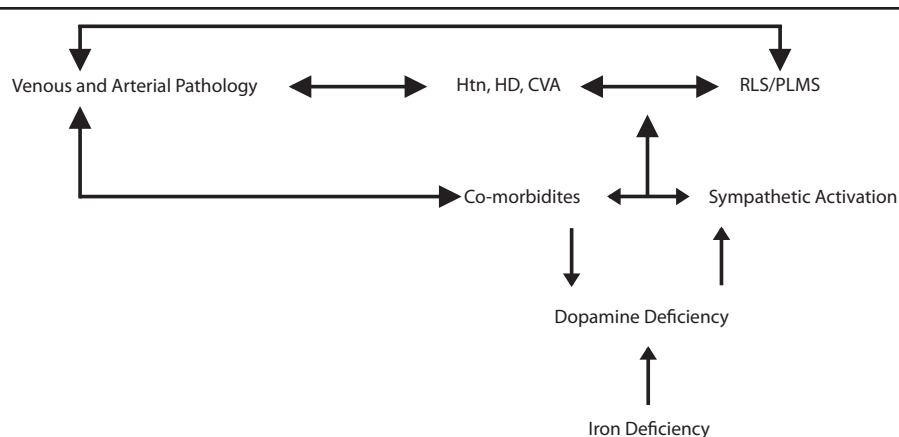 Venous and Arterial Pathology
Htn, HD, CVA
RLS/PLMS
Co-morbidites
Sympathetic Activation
Dopamine Deficiency
Iron Deficiency